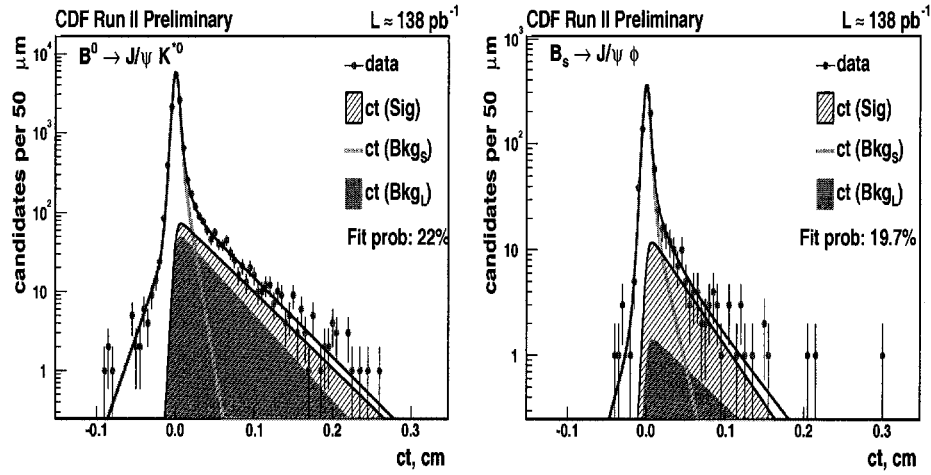 CDF Run II Preliminary L ≈ 138 pb⁻¹
candidates per 50 μm
B⁰ → J/ψ K*⁰
data
ct (Sig)
ct (Bkg_S)
ct (Bkg_L)
Fit prob: 22%
10⁴
10³
10²
10
1
-0.1 0.0 0.1 0.2 0.3
ct, cm
CDF Run II Preliminary L ≈ 138 pb⁻¹
candidates per 50 μm
B_s → J/ψ φ
data
ct (Sig)
ct (Bkg_S)
ct (Bkg_L)
Fit prob: 19.7%
10³
10²
10
1
-0.1 0.0 0.1 0.2 0.3
ct, cm